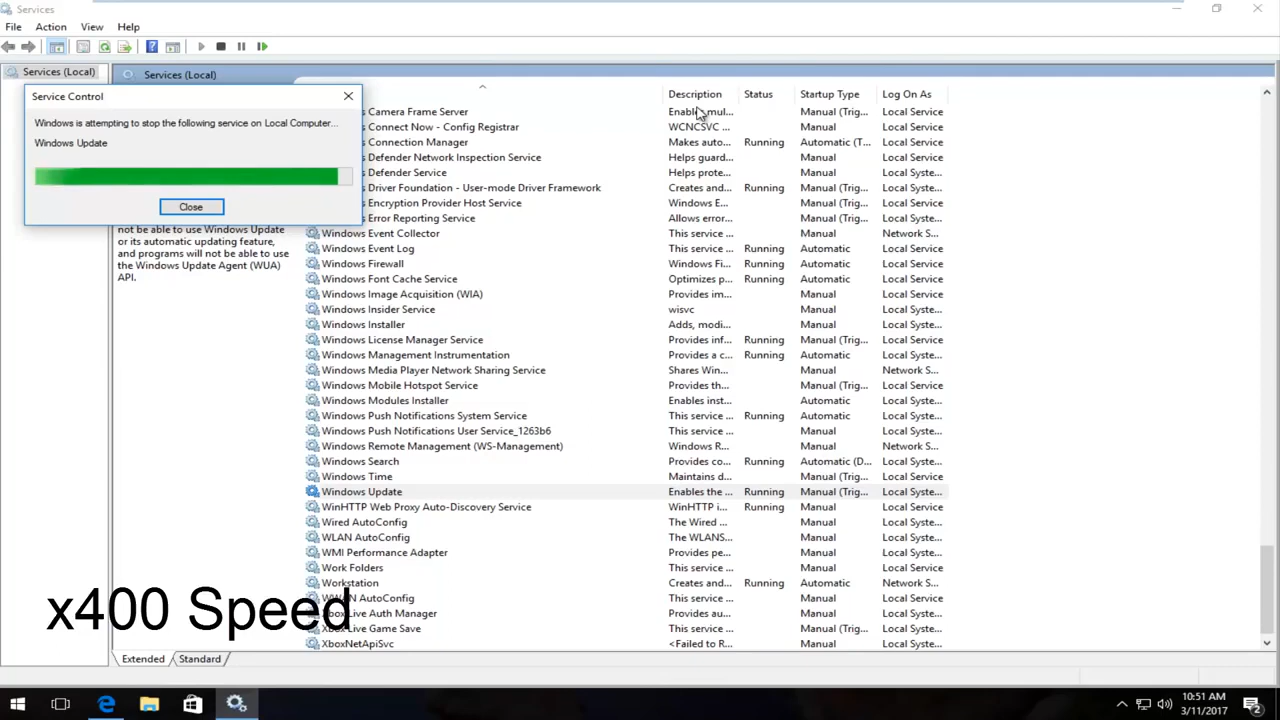 Services
File Action View Help
Services (Local)
Services (Local)
Service Control
Windows is attempting to stop the following service on Local Computer...
Windows Update
Close
not be able to use Windows Update
or its automatic updating feature,
and programs will not be able to use
the Windows Update Agent (WUA)
API.
Description Status Startup Type Log On As
Camera Frame Server Enable mul... Manual (Trig... Local Service
Connect Now - Config Registrar WCNCSVC ... Manual Local Service
Connection Manager Makes auto... Running Automatic (T... Local Service
Defender Network Inspection Service Helps guard... Manual Local Service
Defender Service Helps prote... Manual Local Syste...
Driver Foundation - User-mode Driver Framework Creates and... Running Manual (Trig... Local Syste...
Encryption Provider Host Service Windows E... Manual (Trig... Local Service
Error Reporting Service Allows error... Manual (Trig... Local Syste...
Windows Event Collector This service ... Manual Network S...
Windows Event Log This service ... Running Automatic Local Service
Windows Firewall Windows Fi... Running Automatic Local Service
Windows Font Cache Service Optimizes p... Running Automatic Local Service
Windows Image Acquisition (WIA) Provides im... Manual Local Service
Windows Insider Service wisvc Manual Local Syste...
Windows Installer Adds, modi... Manual Local Syste...
Windows License Manager Service Provides inf... Running Manual (Trig... Local Service
Windows Management Instrumentation Provides a c... Running Automatic Local Syste...
Windows Media Player Network Sharing Service Shares Win... Manual Network S...
Windows Mobile Hotspot Service Provides th... Manual (Trig... Local Service
Windows Modules Installer Enables inst... Automatic Local Syste...
Windows Push Notifications System Service This service ... Running Automatic Local Syste...
Windows Push Notifications User Service_1263b6 This service ... Manual Local Syste...
Windows Remote Management (WS-Management) Windows R... Manual Network S...
Windows Search Provides co... Running Automatic (D... Local Syste...
Windows Time Maintains d... Manual (Trig... Local Service
Windows Update Enables the ... Running Manual (Trig... Local Syste...
WinHTTP Web Proxy Auto-Discovery Service WinHTTP i... Running Manual Local Service
Wired AutoConfig The Wired ... Manual Local Syste...
WLAN AutoConfig The WLANS... Manual Local Syste...
WMI Performance Adapter Provides pe... Manual Local Syste...
Work Folders This service ... Manual Local Service
Workstation Creates and... Running Automatic Network S...
AutoConfig This service ... Manual Local Syste...
Xbox Live Auth Manager Provides au... Manual Local Syste...
Xbox Live Game Save This service ... Manual (Trig... Local Syste...
XboxNetApiSvc <Failed to R... Manual Local Syste...
x400 Speed
Extended Standard
10:51 AM
3/11/2017
2